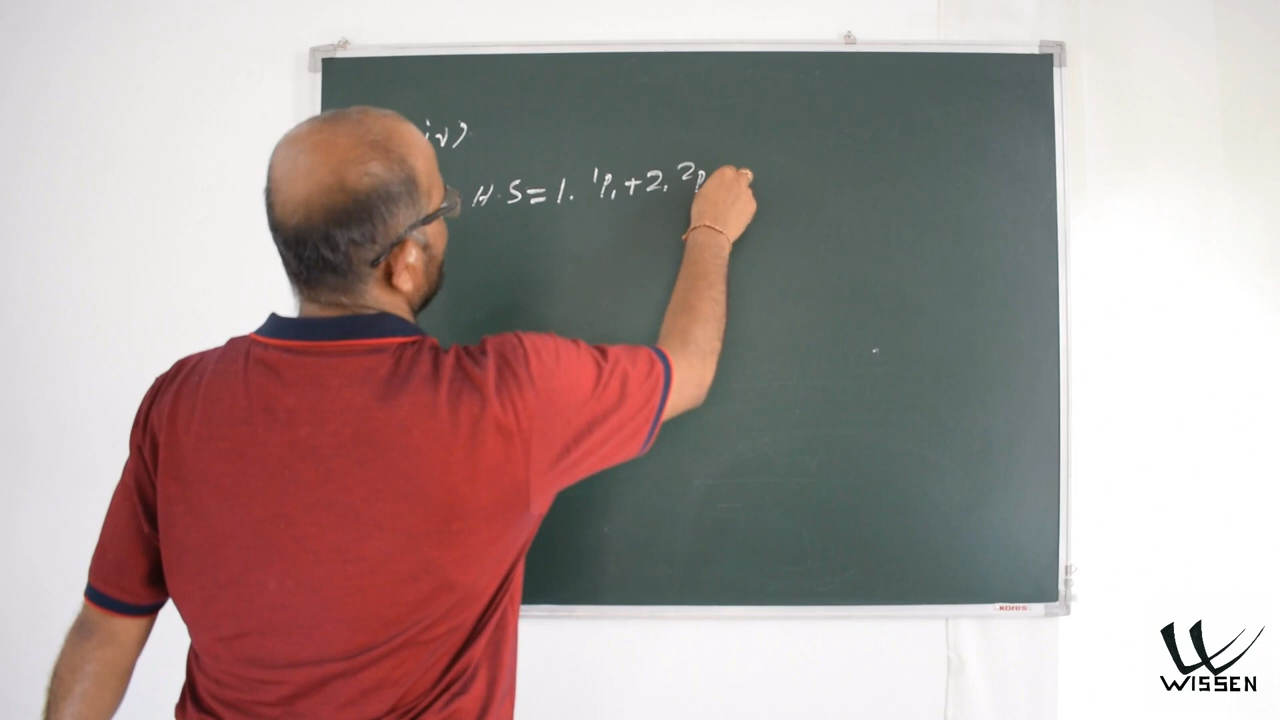 iv)
H.S = 1. ¹P₁ + 2. ²P
KORES
WISSEN